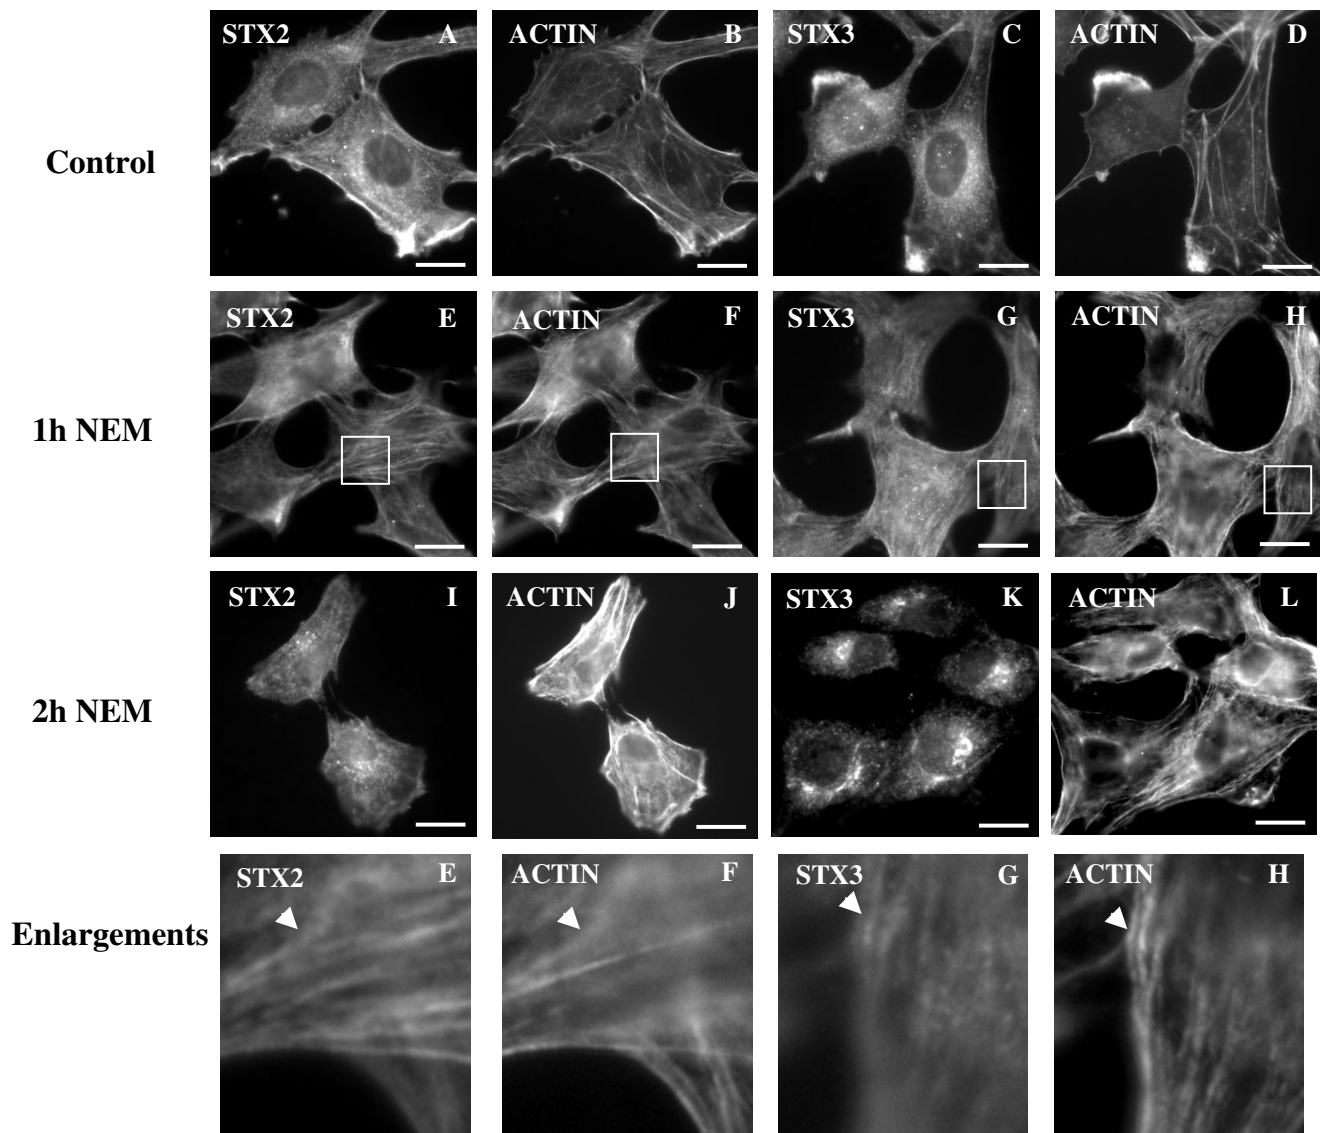 STX2 A ACTIN B STX3 C ACTIN D
Control
STX2 E ACTIN F STX3 G ACTIN H
1h NEM
STX2 I ACTIN J STX3 K ACTIN L
2h NEM
STX2 E ACTIN F STX3 G ACTIN H
Enlargements